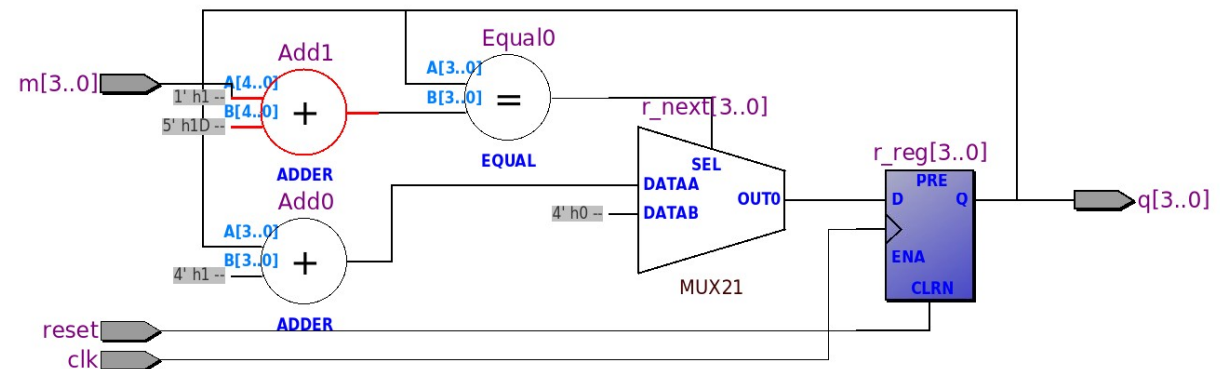 Equal0
Add1
A[3..0]
m[3..0]
A[4..0]
1' h1 --
B[3..0]
=
r_next[3..0]
B[4..0]
+
5' h1D --
r_reg[3..0]
EQUAL
SEL
ADDER
PRE
DATAA
Add0
OUT0
D
Q
q[3..0]
4' h0 --
DATAB
A[3..0]
B[3..0]
+
ENA
4' h1 --
MUX21
CLRN
ADDER
reset
clk